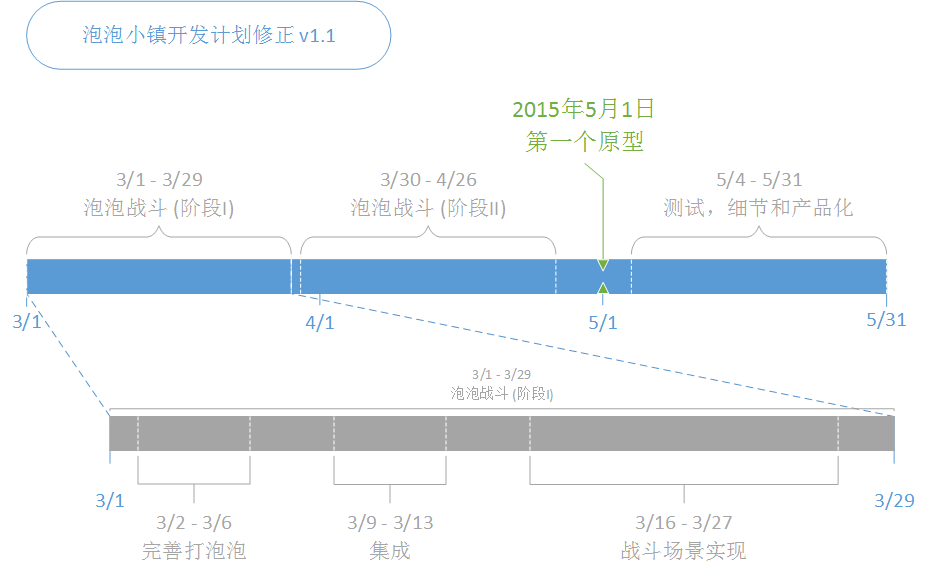 泡泡小镇开发计划修正 v1.1
2015年5月1日
第一个原型
3/1 - 3/29
泡泡战斗 (阶段I)
3/30 - 4/26
泡泡战斗 (阶段II)
5/4 - 5/31
测试，细节和产品化
3/1
4/1
5/1
5/31
3/1 - 3/29
泡泡战斗 (阶段I)
3/1
3/29
3/2 - 3/6
完善打泡泡
3/9 - 3/13
集成
3/16 - 3/27
战斗场景实现